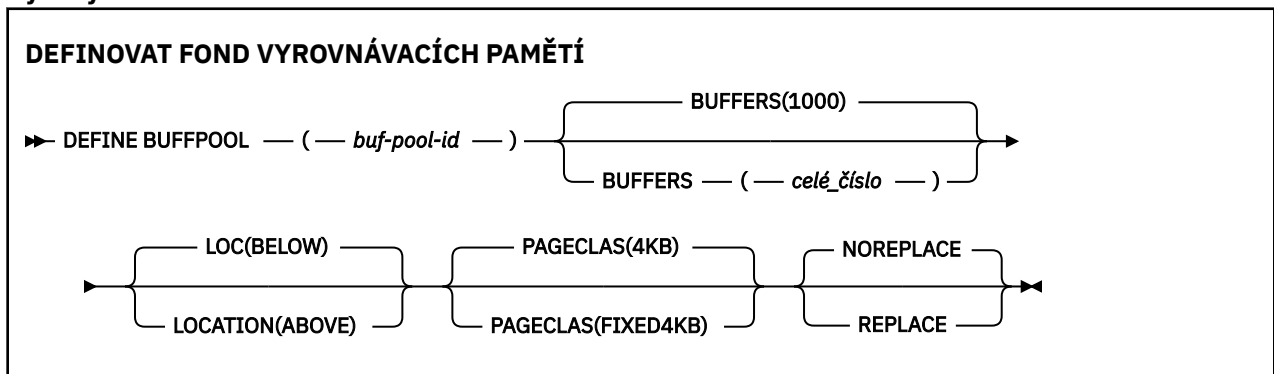 DEFINOVAT FOND VYROVNÁVACÍCH PAMĚTÍ
BUFFERS(1000)
DEFINE BUFFPOOL ( buf-pool-id )
BUFFERS ( celé_číslo )
LOC(BELOW) PAGECLAS(4KB) NOREPLACE
LOCATION(ABOVE) PAGECLAS(FIXED4KB) REPLACE